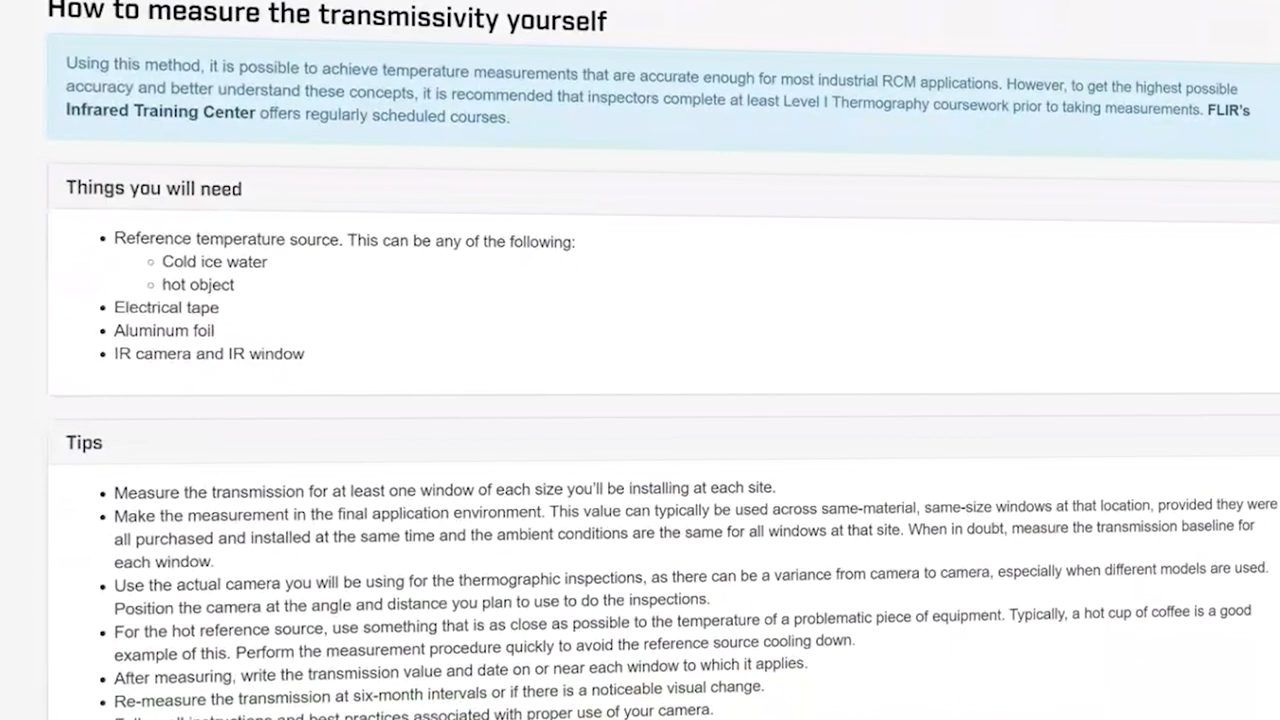 How to measure the transmissivity yourself
Using this method, it is possible to achieve temperature measurements that are accurate enough for most industrial RCM applications. However, to get the highest possible
accuracy and better understand these concepts, it is recommended that inspectors complete at least Level I Thermography coursework prior to taking measurements. FLIR's
Infrared Training Center offers regularly scheduled courses.
Things you will need
• Reference temperature source. This can be any of the following:
○ Cold ice water
○ hot object
• Electrical tape
• Aluminum foil
• IR camera and IR window
Tips
• Measure the transmission for at least one window of each size you'll be installing at each site.
• Make the measurement in the final application environment. This value can typically be used across same-material, same-size windows at that location, provided they were
all purchased and installed at the same time and the ambient conditions are the same for all windows at that site. When in doubt, measure the transmission baseline for
each window.
• Use the actual camera you will be using for the thermographic inspections, as there can be a variance from camera to camera, especially when different models are used.
Position the camera at the angle and distance you plan to use to do the inspections.
• For the hot reference source, use something that is as close as possible to the temperature of a problematic piece of equipment. Typically, a hot cup of coffee is a good
example of this. Perform the measurement procedure quickly to avoid the reference source cooling down.
• After measuring, write the transmission value and date on or near each window to which it applies.
• Re-measure the transmission at six-month intervals or if there is a noticeable visual change.
and best practices associated with proper use of your camera.